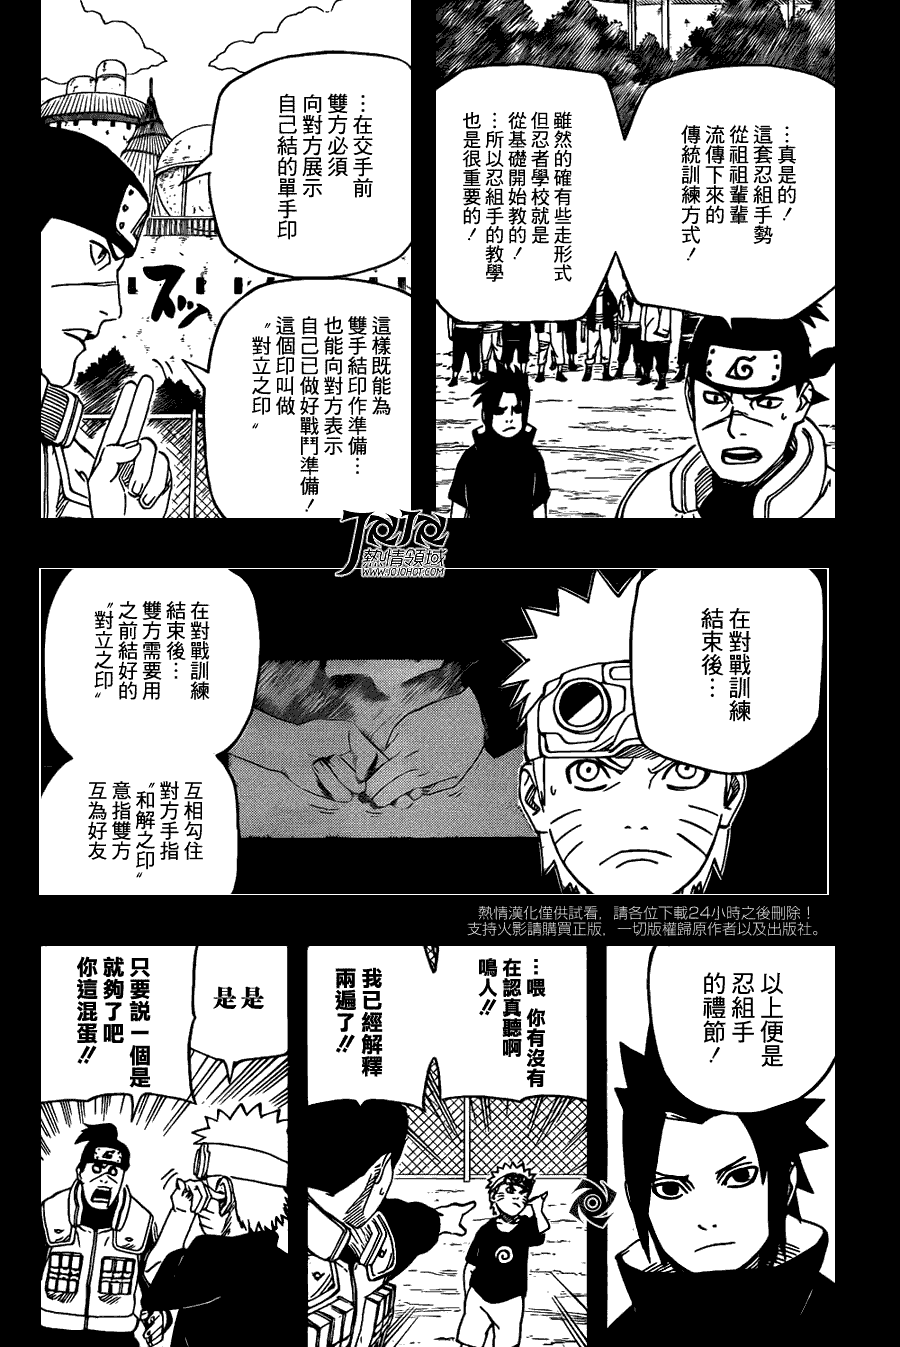 …真是的！
這套忍組手勢
從祖祖輩輩
流傳下來的
傳統訓練方式！
雖然的確有些走形式
但忍者學校就是
從基礎開始教的！
…所以忍組手的教學
也是很重要的！
…在交手前
雙方必須
向對方展示
自己結的單手印
這樣既能為
雙手結印作準備…
也能向對方表示
自己已做好戰鬥準備！
這個印叫做
〝對立之印〞
スッ
JOJO
熱情領域
WWW.JOJOHOT.COM
在對戰訓練
結束後…
在對戰訓練
結束後…
雙方需要用
之前結好的
〝對立之印〞
互相勾住
對方手指
〝和解之印〞
意指雙方
互為好友
熱情漢化僅供試看，請各位下載24小時之後刪除！
支持火影請購買正版，一切版權歸原作者以及出版社。
以上便是
忍組手
的禮節！
…喂 你有沒有
在認真聽啊
鳴人!!
我已經解釋
兩遍了!!
是是
只要說一個是
就夠了吧
你這混蛋!!